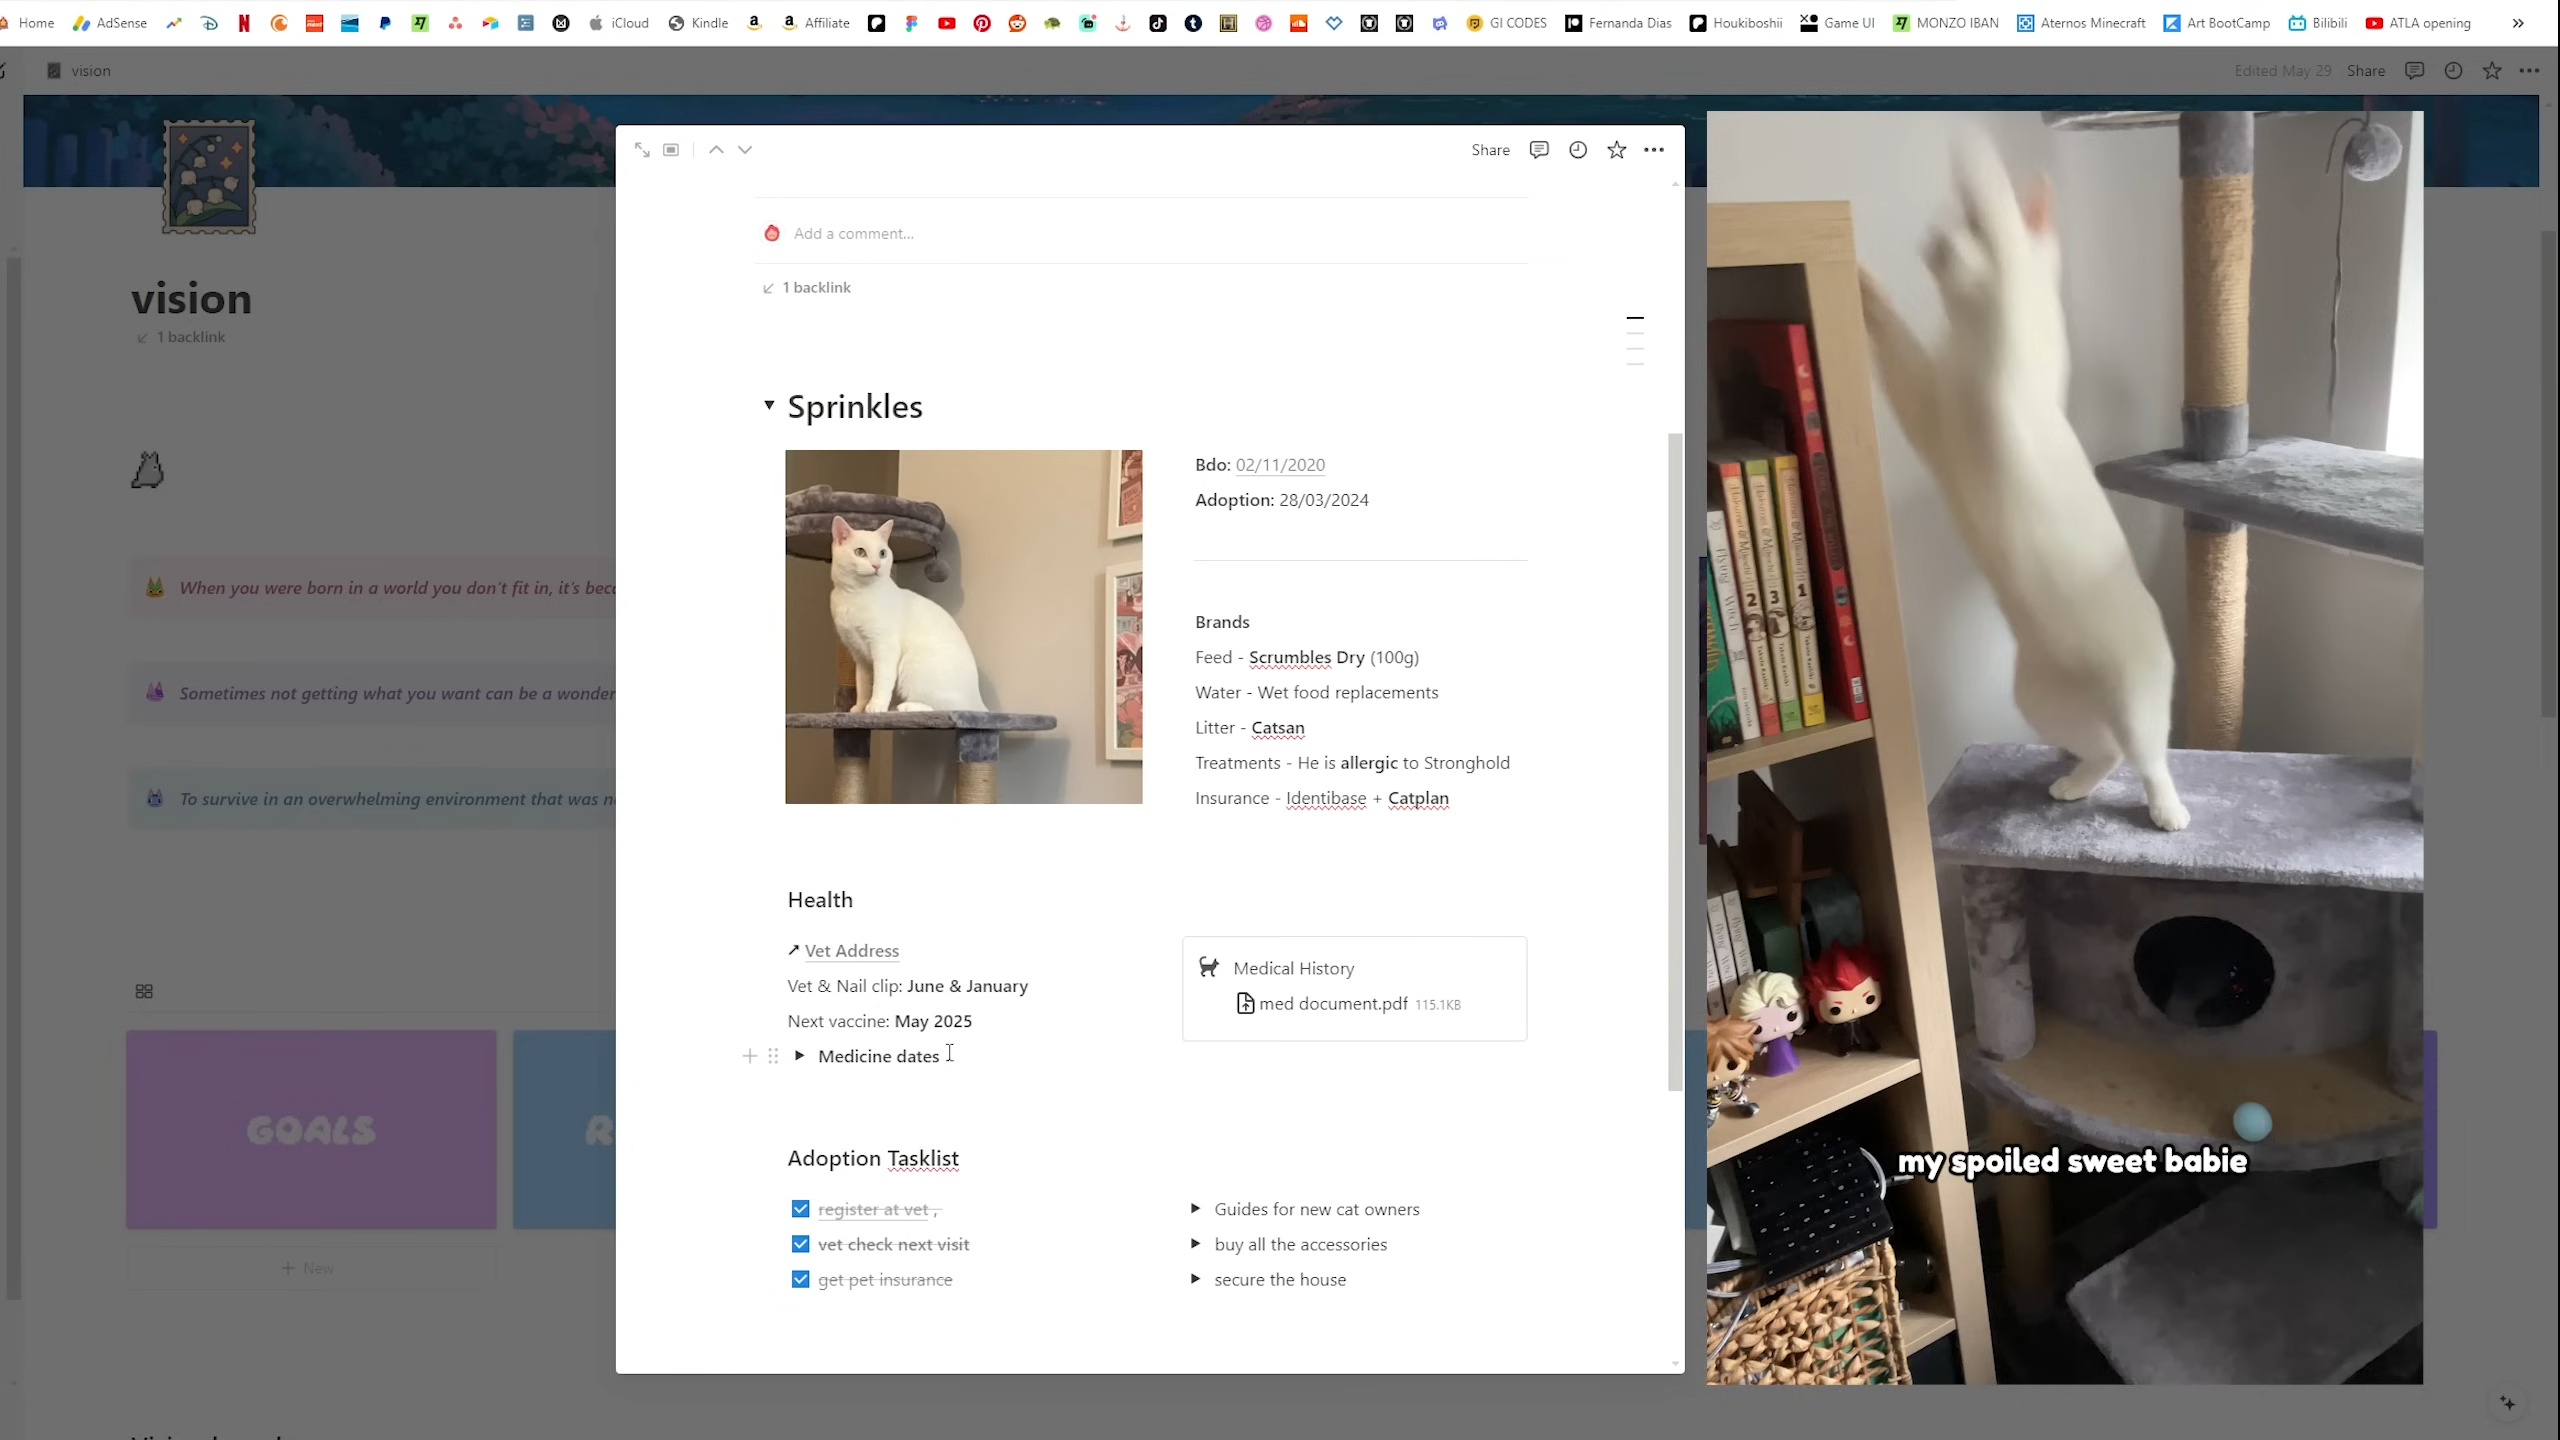 Home
AdSense
iCloud
Kindle
Affiliate
GI CODES
Fernanda Dias
Houkiboshii
Game UI
MONZO IBAN
Aternos Minecraft
Art BootCamp
Bilibili
ATLA opening
vision
Edited May 29
Share
vision
1 backlink
When you were born in a world you don't fit in, it's
Sometimes not getting what you want can be a
To survive in an overwhelming environment that was
GOALS
New
Share
Add a comment...
1 backlink
Sprinkles
Bdo: 02/11/2020
Adoption: 28/03/2024
Brands
Feed - Scrumbles Dry (100g)
Water - Wet food replacements
Litter - Catsan
Treatments - He is allergic to Stronghold
Insurance - Identibase + Catplan
Health
Vet Address
Vet & Nail clip: June & January
Next vaccine: May 2025
Medicine dates
Medical History
med document.pdf 115.1KB
Adoption Tasklist
register at vet ,
vet check next visit
get pet insurance
Guides for new cat owners
buy all the accessories
secure the house
2
3
1
my spoiled sweet babie